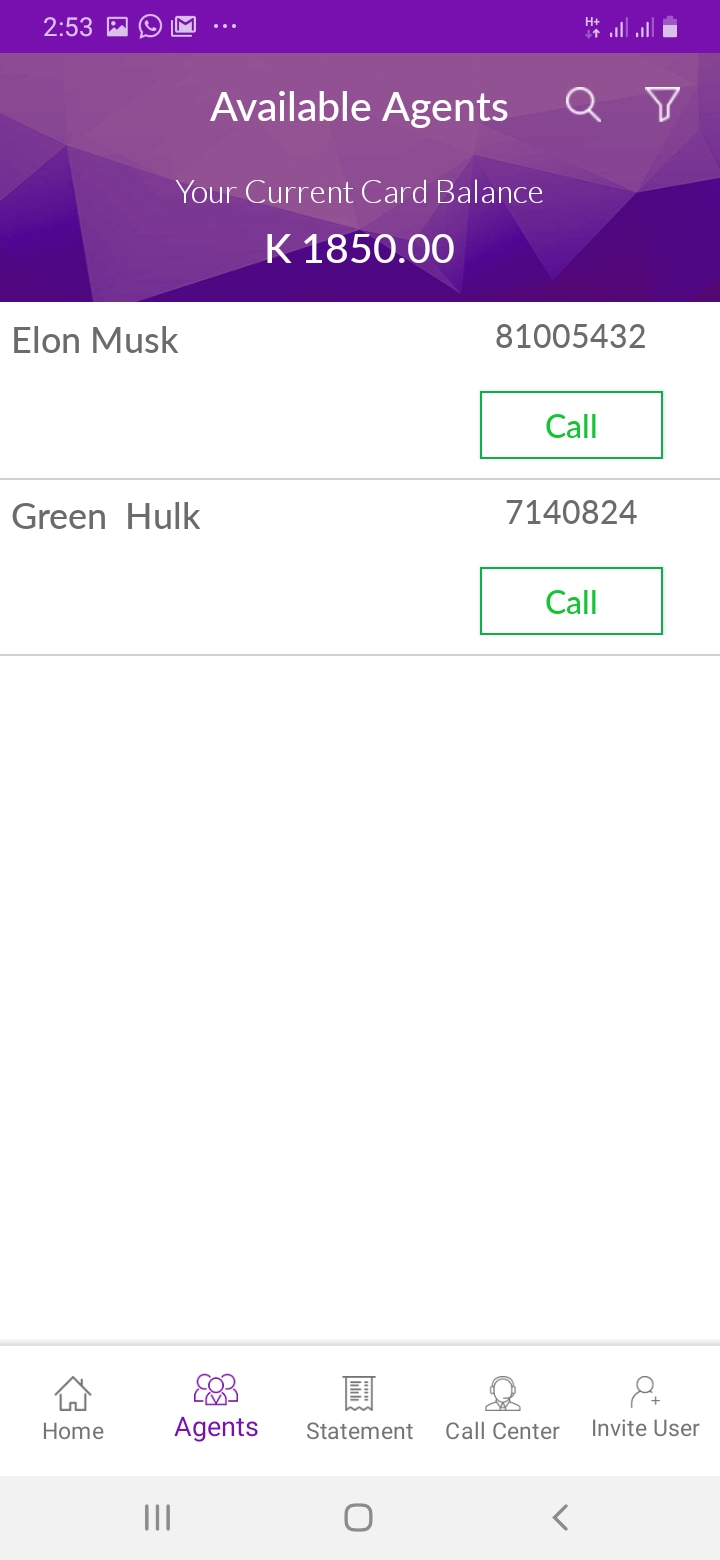 2:53
H+
Available Agents
Your Current Card Balance
K 1850.00
Elon Musk
81005432
Call
Green  Hulk
7140824
Call
Home
Agents
Statement
Call Center
Invite User